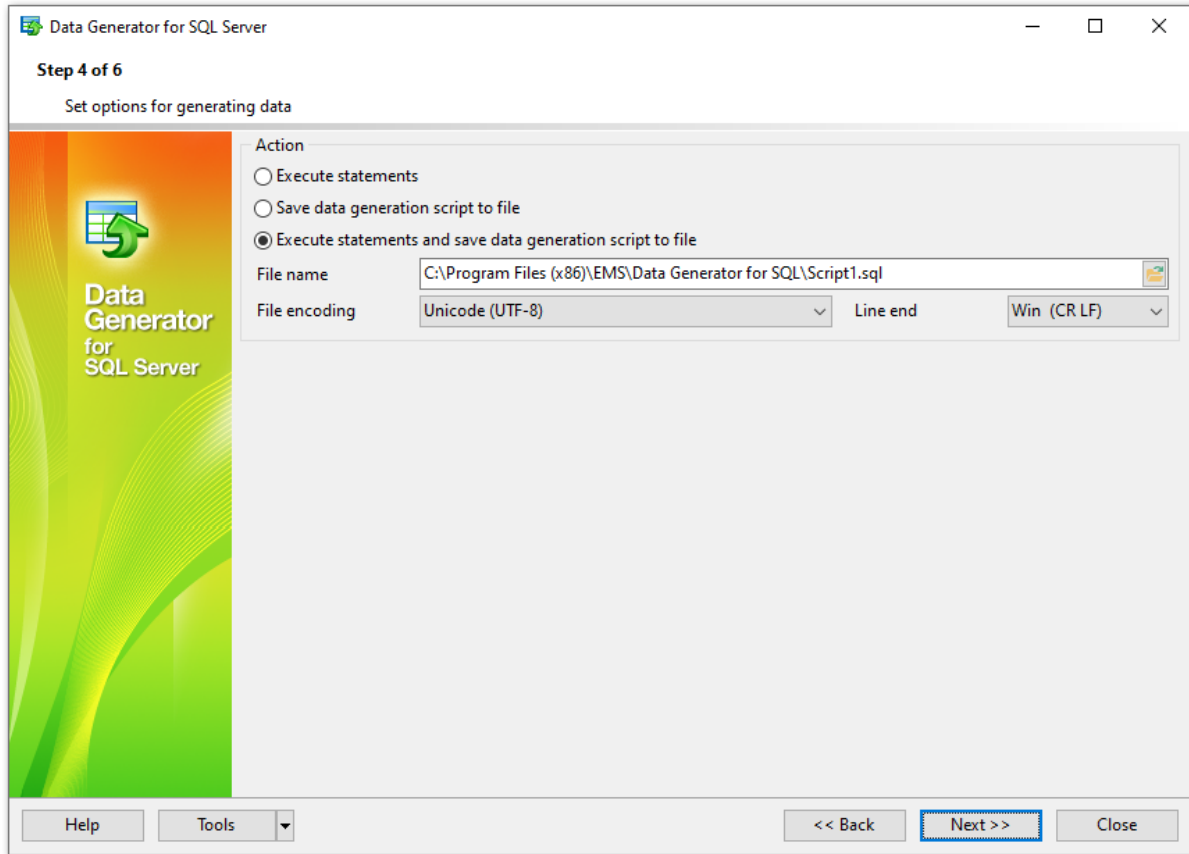 Data Generator for SQL Server
Step 4 of 6
Set options for generating data
Data
Generator
for
SQL Server
Action
Execute statements
Save data generation script to file
Execute statements and save data generation script to file
File name C:\Program Files (x86)\EMS\Data Generator for SQL\Script1.sql
File encoding Unicode (UTF-8) Line end Win (CR LF)
Help Tools << Back Next >> Close